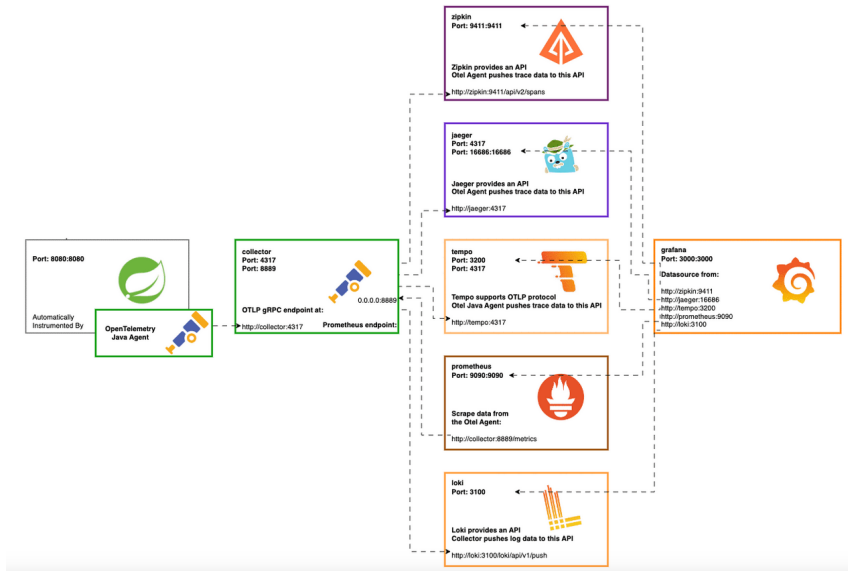 zipkin
Port: 9411:9411
Zipkin provides an API
Otel Agent pushes trace data to this API
http://zipkin:9411/api/v2/spans
jaeger
Port: 4317
Port: 16686:16686
Jaeger provides an API
Otel Agent pushes trace data to this API
http://jaeger:4317
Port: 8080:8080
Automatically
Instrumented By
OpenTelemetry
Java Agent
collector
Port: 4317
Port: 8889
0.0.0.0:8889
OTLP gRPC endpoint at:
http://collector:4317
Prometheus endpoint:
tempo
Port: 3200
Port: 4317
Tempo supports OTLP protocol
Otel Java Agent pushes trace data to this API
http://tempo:4317
grafana
Port: 3000:3000
Datasource from:
http://zipkin:9411
http://jaeger:16686
http://tempo:3200
http://prometheus:9090
http://loki:3100
prometheus
Port: 9090:9090
Scrape data from
the Otel Agent:
http://collector:8889/metrics
loki
Port: 3100
Loki provides an API
Collector pushes log data to this API
http://loki:3100/loki/api/v1/push